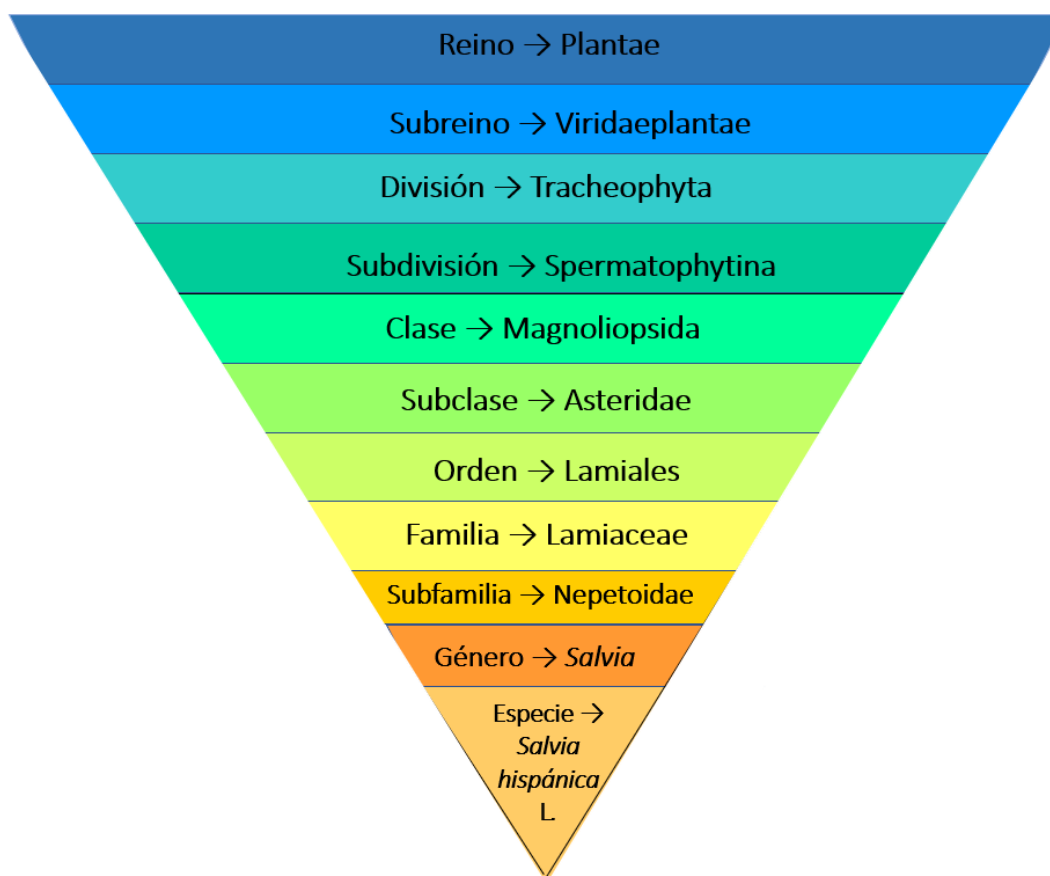 Reino → Plantae
Subreino → Viridaeplantae
División → Tracheophyta
Subdivisión → Spermatophytina
Clase → Magnoliopsida
Subclase → Asteridae
Orden → Lamiales
Familia → Lamiaceae
Subfamilia → Nepetoidae
Género → Salvia
Especie →
Salvia
hispánica
L.